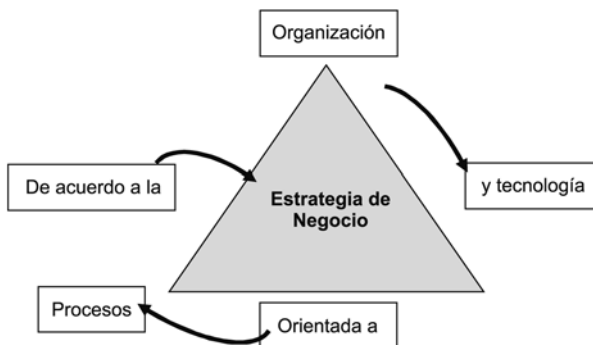 Organización
De acuerdo a la
y tecnología
Estrategia de
Negocio
Procesos
Orientada a